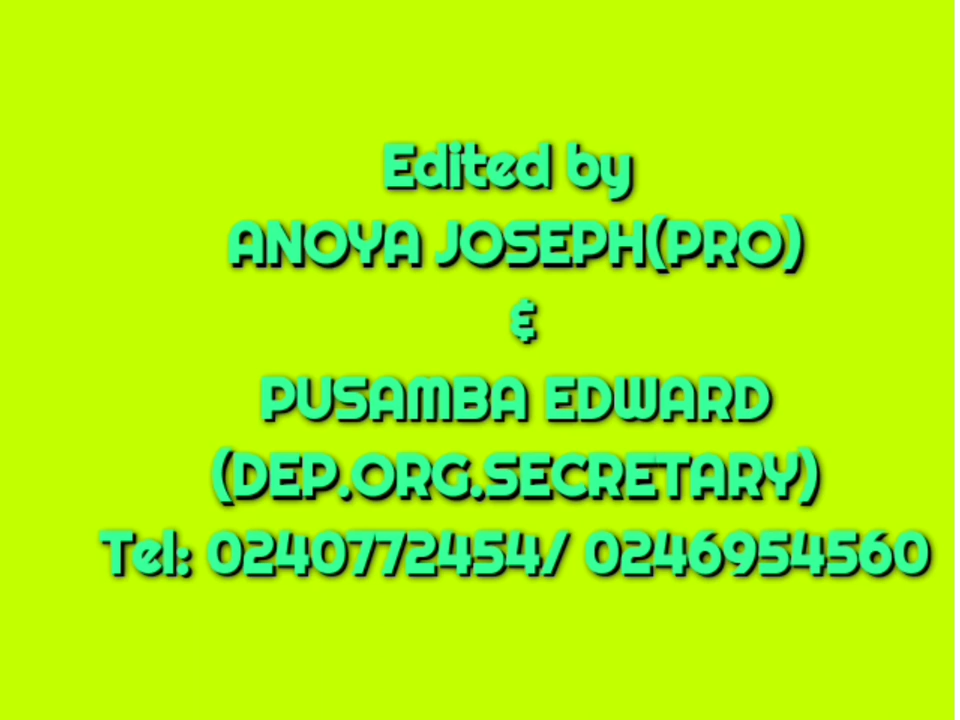 Edited by
ANOYA JOSEPH(PRO)
&
PUSAMBA EDWARD
(DEP.ORG.SECRETARY)
Tel: 0240772454/ 0246954560